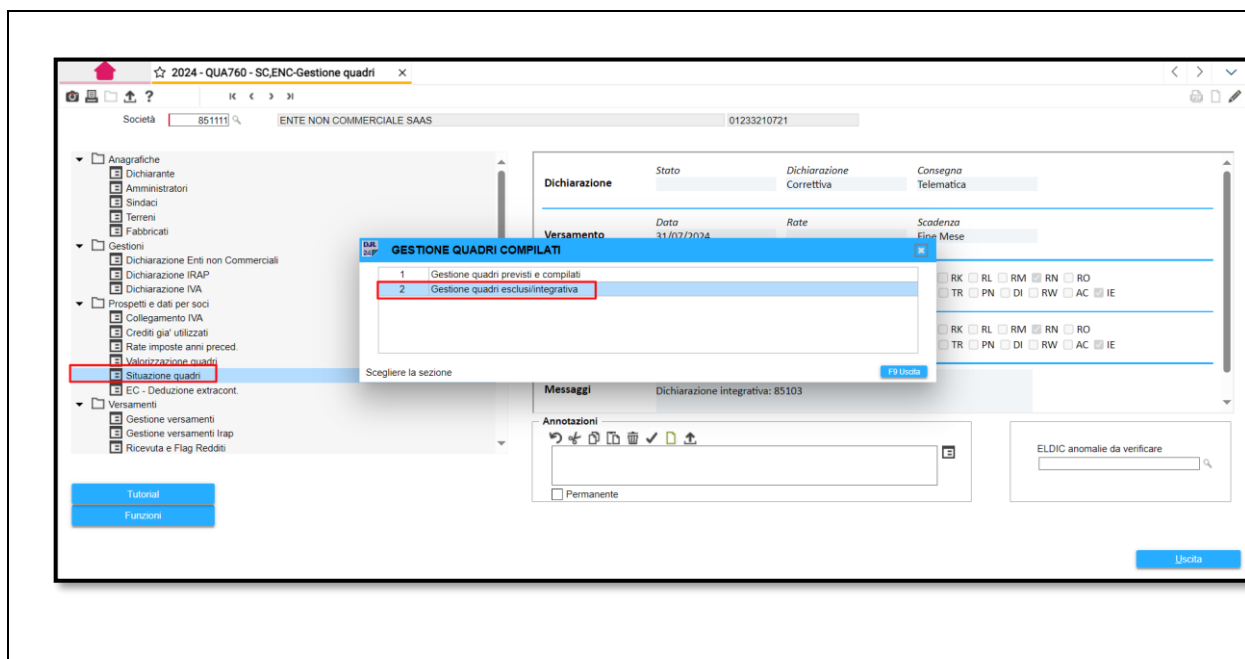 2024 - QUA760 - SC,ENC-Gestione quadri
Società 851111 ENTE NON COMMERCIALE SAAS 01233210721
Anagrafiche
Dichiarante
Amministratori
Sindaci
Terreni
Fabbricati
Gestioni
Dichiarazione Enti non Commerciali
Dichiarazione IRAP
Dichiarazione IVA
Prospetti e dati per soci
Collegamento IVA
Crediti gia' utilizzati
Rate imposte anni preced.
Valorizzazione quadri
Situazione quadri
EC - Deduzione extracont.
Versamenti
Gestione versamenti
Gestione versamenti Irap
Ricevuta e Flag Redditi
Tutorial
Funzioni
Stato Dichiarazione Consegna
Dichiarazione Correttiva Telematica
Data Rate Scadenza
Versamento 31/07/2024 Fine Mese
GESTIONE QUADRI COMPILATI
1 Gestione quadri previsti e compilati
2 Gestione quadri esclusi/integrativa
Scegliere la sezione F9 Uscita
RK RL RM RN RO
TR PN DI RW AC IE
RK RL RM RN RO
TR PN DI RW AC IE
Messaggi Dichiarazione integrativa: 85103
Annotazioni
Permanente
ELDIC anomalie da verificare
Uscita